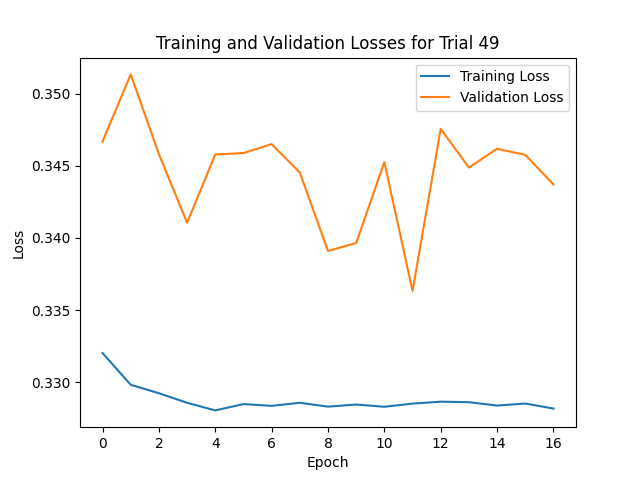 Training and Validation Losses for Trial 49
Training Loss
Validation Loss
0.350
0.345
0.340
0.335
0.330
Loss
0 2 4 6 8 10 12 14 16
Epoch